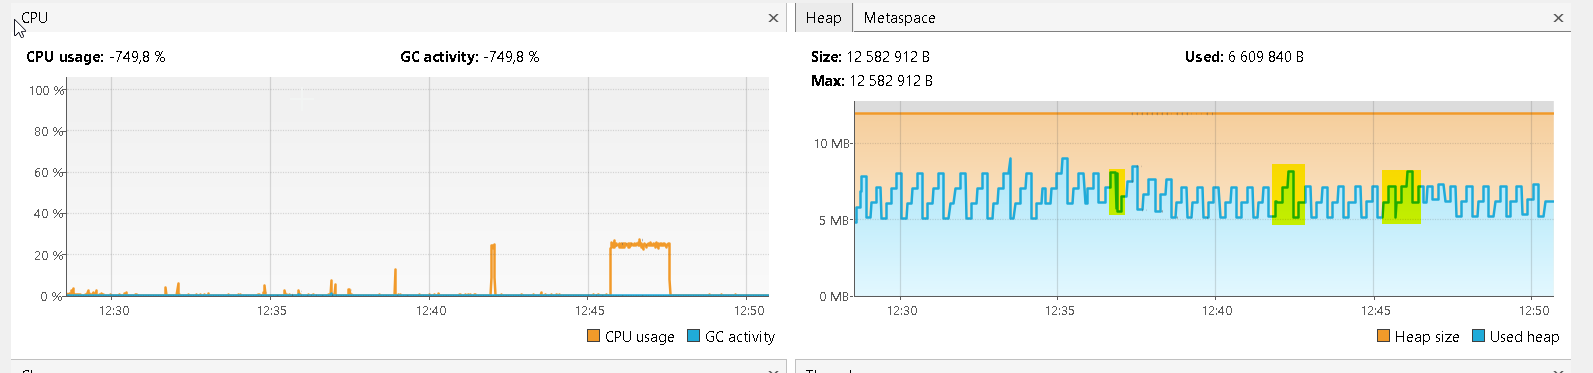 CPU
CPU usage: -749,8 %
GC activity: -749,8 %
100 %
80 %
60 %
40 %
20 %
0 %
12:30
12:35
12:40
12:45
12:50
CPU usage
GC activity
Heap
Metaspace
Size: 12 582 912 B
Used: 6 609 840 B
Max: 12 582 912 B
10 MB
5 MB
0 MB
12:30
12:35
12:40
12:45
12:50
Heap size
Used heap